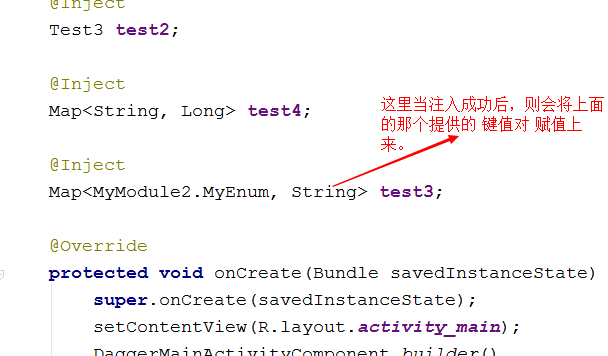 @Inject
Test3 test2;
@Inject
Map<String, Long> test4;
这里当注入成功后，则会将上面
的那个提供的 键值对 赋值上
来。
@Inject
Map<MyModule2.MyEnum, String> test3;
@Override
protected void onCreate(Bundle savedInstanceState)
super.onCreate(savedInstanceState);
setContentView(R.layout.activity_main);
DaggerMainActivityComponent.builder()